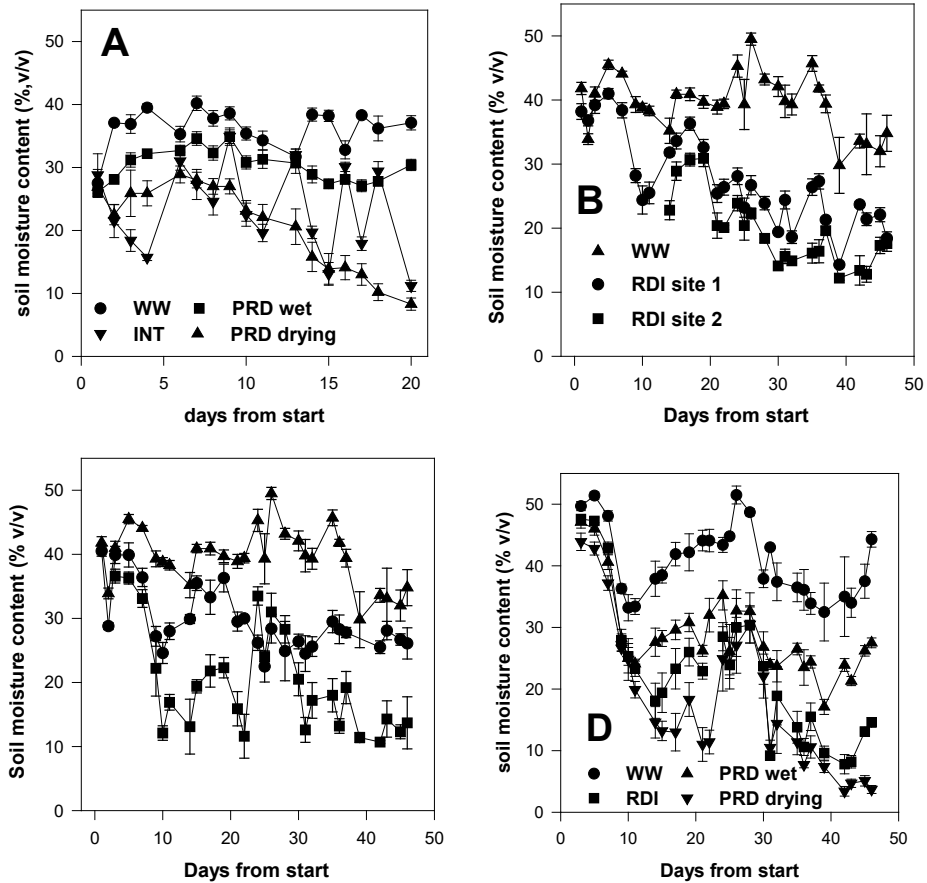 A
soil moisture content (%,v/v)
50
40
30
20
10
0
WW
PRD wet
INT
PRD drying
0
5
10
15
20
days from start
B
Soil moisture content (% v/v)
50
40
30
20
10
0
WW
RDI site 1
RDI site 2
0
10
20
30
40
50
Days from start
Soil moisture content (% v/v)
50
40
30
20
10
0
0
10
20
30
40
50
Days from start
D
soil moisture content (% v/v)
50
40
30
20
10
0
WW
PRD wet
RDI
PRD drying
0
10
20
30
40
50
Days from start